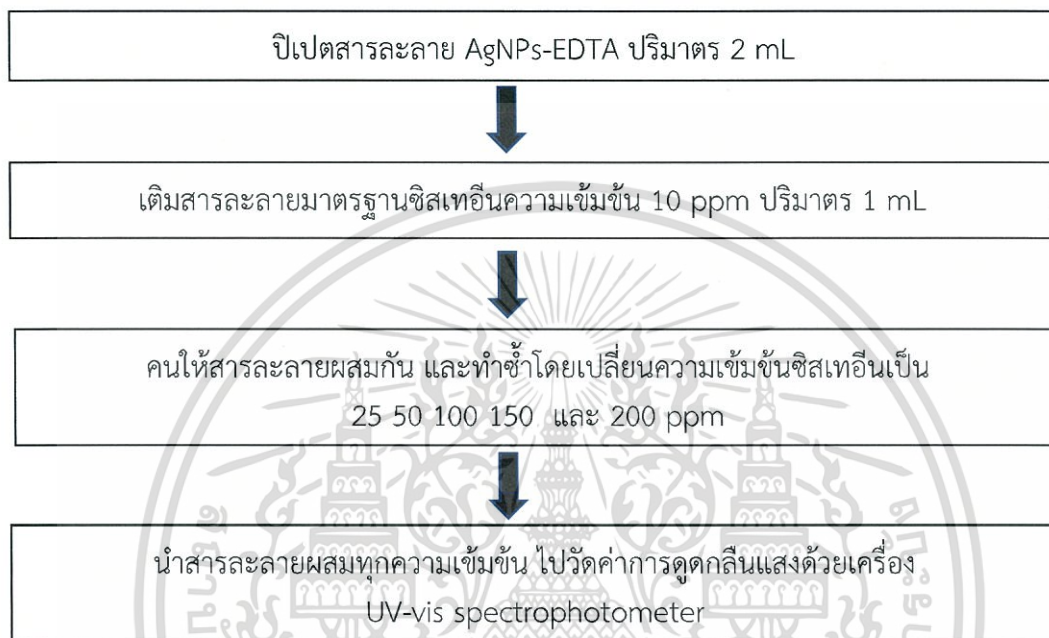 ปิเปตสารละลาย AgNPs-EDTA ปริมาตร 2 mL
เติมสารละลายมาตรฐานซิสเทอีนความเข้มข้น 10 ppm ปริมาตร 1 mL
คนให้สารละลายผสมกัน และทำซ้ำโดยเปลี่ยนความเข้มข้นซิสเทอีนเป็น
25 50 100 150 และ 200 ppm
นำสารละลายผสมทุกความเข้มข้น ไปวัดค่าการดูดกลืนแสงด้วยเครื่อง
UV-vis spectrophotometer